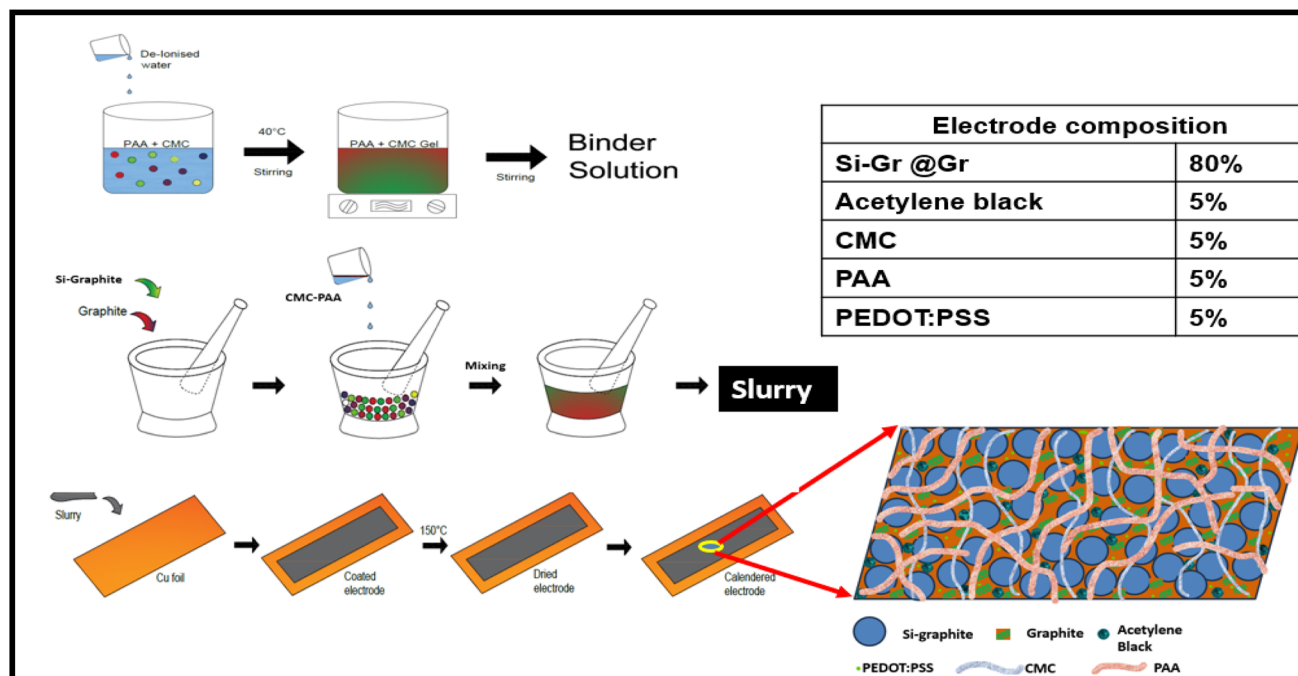 De-Ionised
water
PAA + CMC
40°C
Stirring
PAA + CMC Gel
Stirring
Binder
Solution
Electrode composition
Si-Gr @Gr 80%
Acetylene black 5%
CMC 5%
PAA 5%
PEDOT:PSS 5%
Si-Graphite
Graphite
CMC-PAA
Mixing
Slurry
Slurry
Cu foil
Coated
electrode
150°C
Dried
electrode
Calendered
electrode
Si-graphite
Graphite
Acetylene
Black
PEDOT:PSS
CMC
PAA